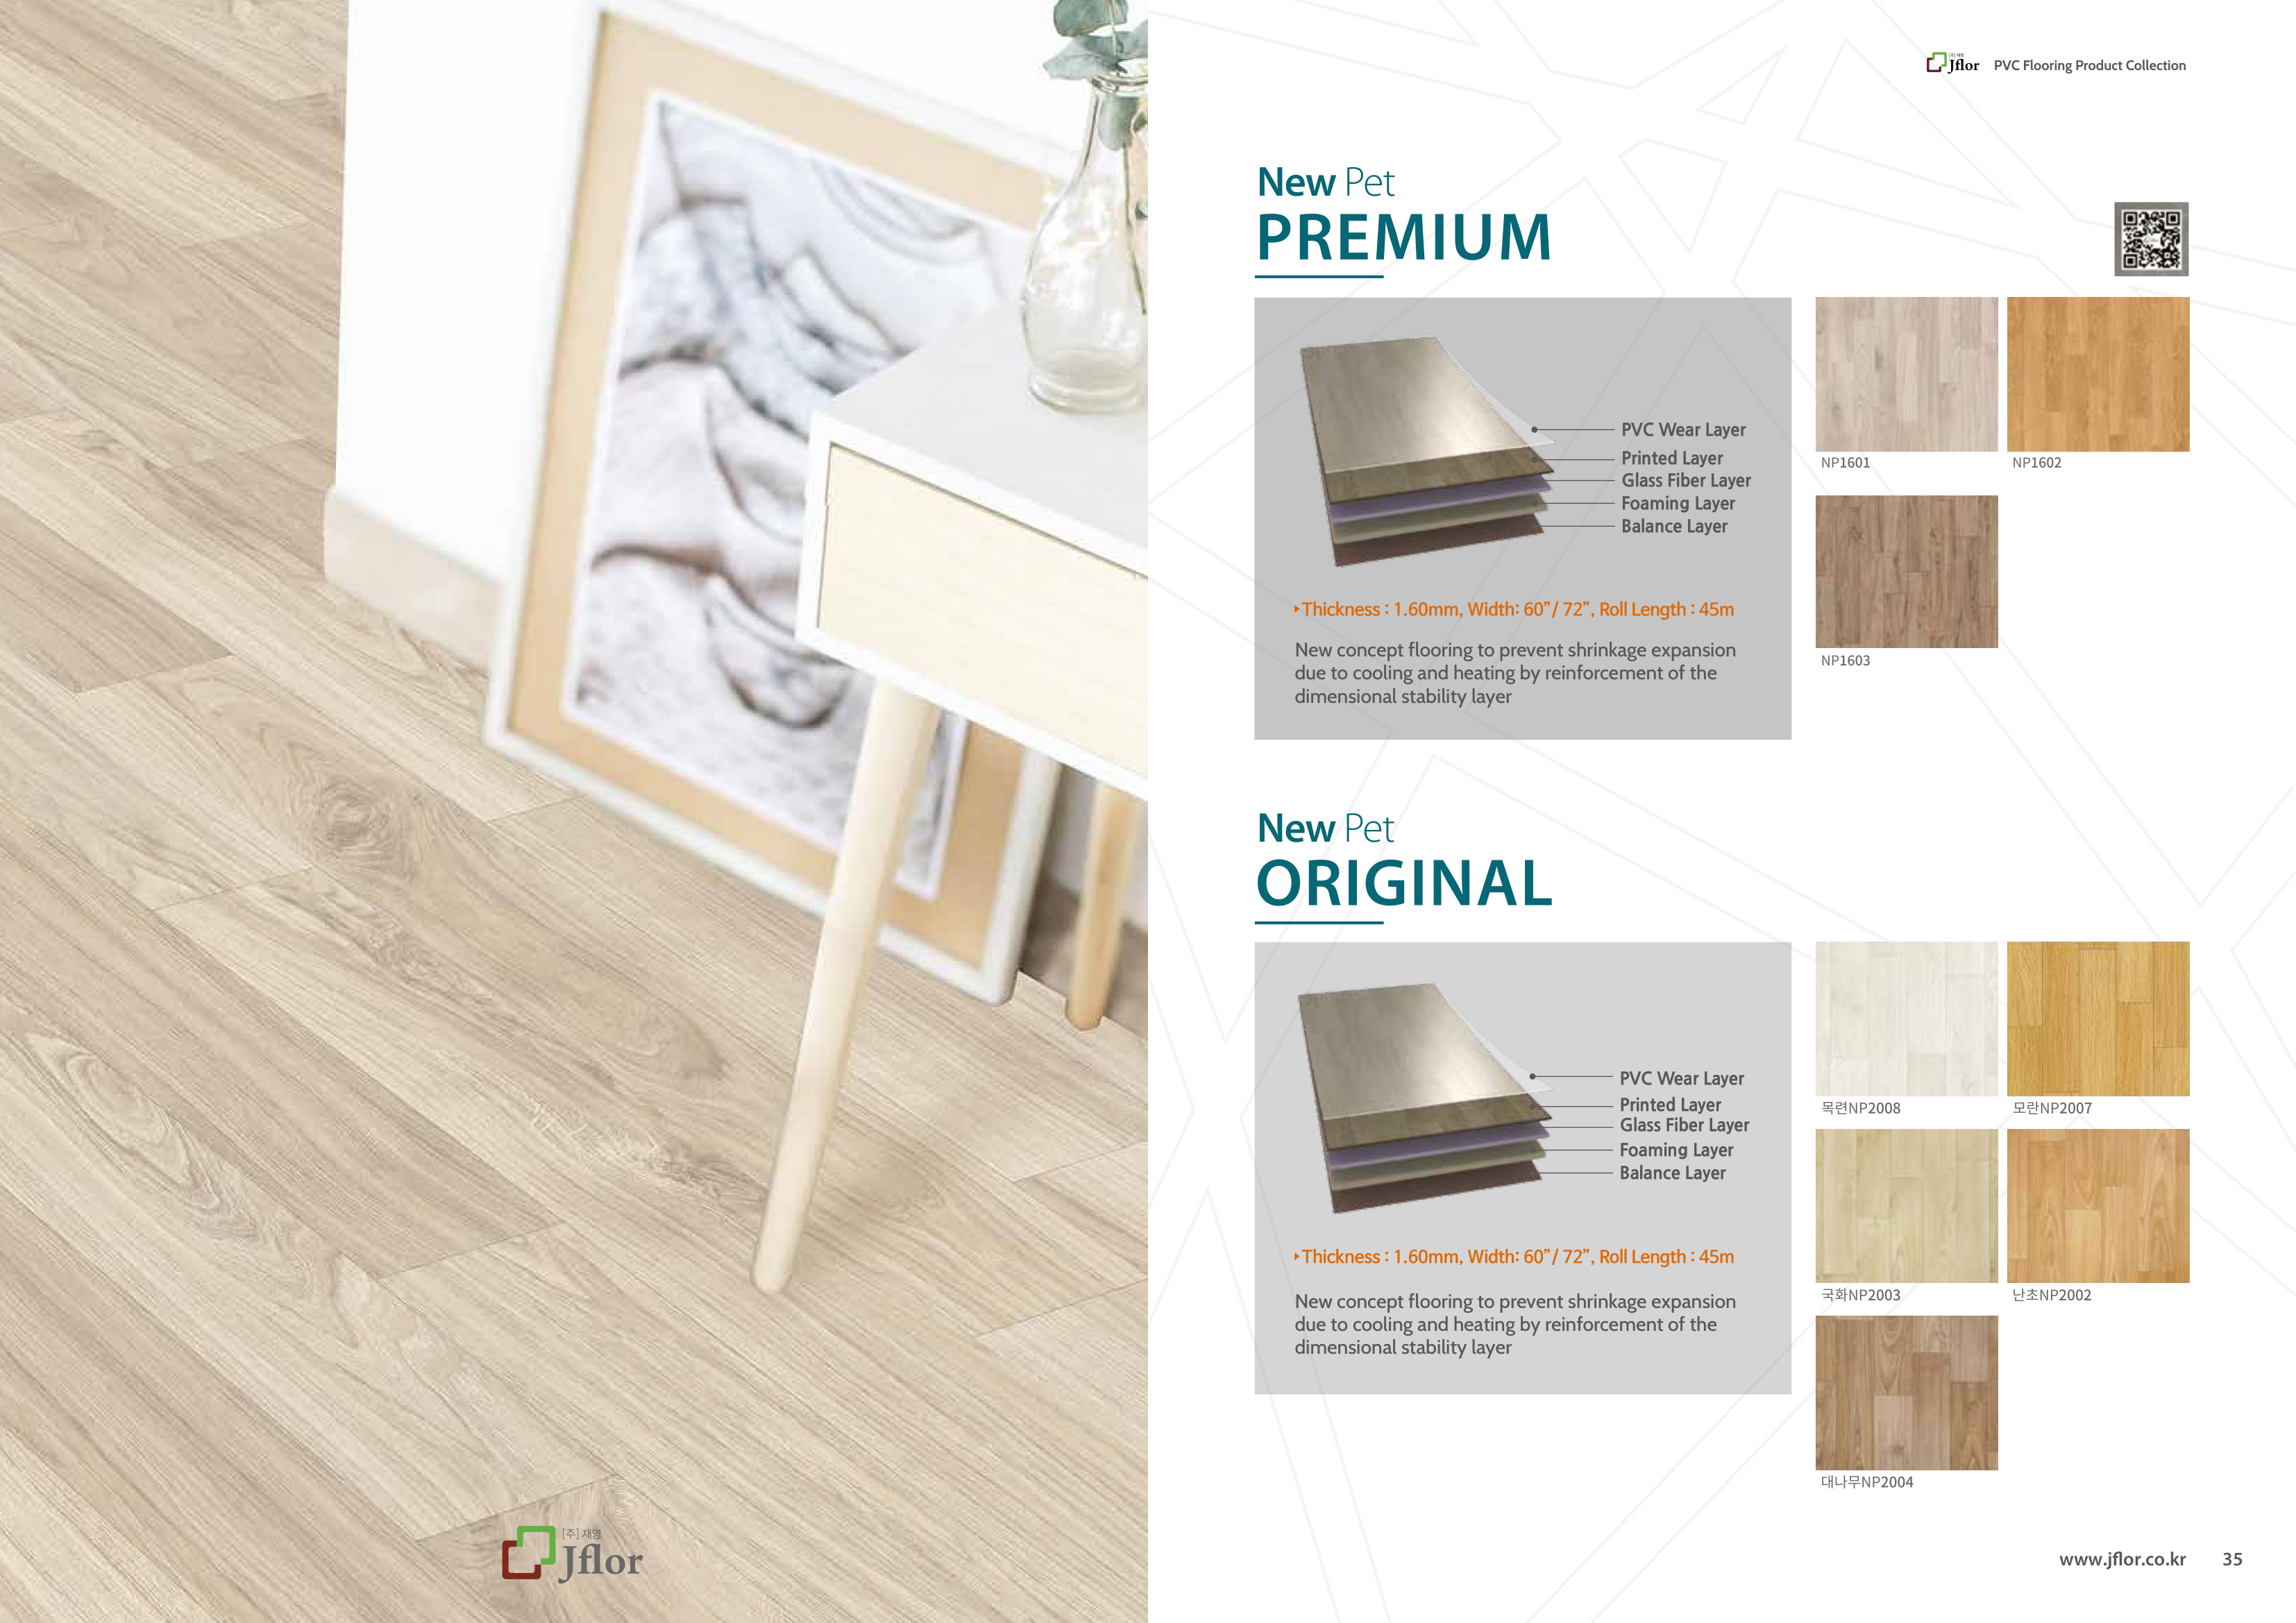 [주] 재영
Jflor
Jflor PVC Flooring Product Collection
New Pet
PREMIUM
PVC Wear Layer
Printed Layer
Glass Fiber Layer
Foaming Layer
Balance Layer
▸Thickness : 1.60mm, Width: 60”/ 72”, Roll Length : 45m
New concept flooring to prevent shrinkage expansion
due to cooling and heating by reinforcement of the
dimensional stability layer
NP1601
NP1602
NP1603
New Pet
ORIGINAL
PVC Wear Layer
Printed Layer
Glass Fiber Layer
Foaming Layer
Balance Layer
▸Thickness : 1.60mm, Width: 60”/ 72”, Roll Length : 45m
New concept flooring to prevent shrinkage expansion
due to cooling and heating by reinforcement of the
dimensional stability layer
목련NP2008
모란NP2007
국화NP2003
난초NP2002
대나무NP2004
www.jflor.co.kr 35